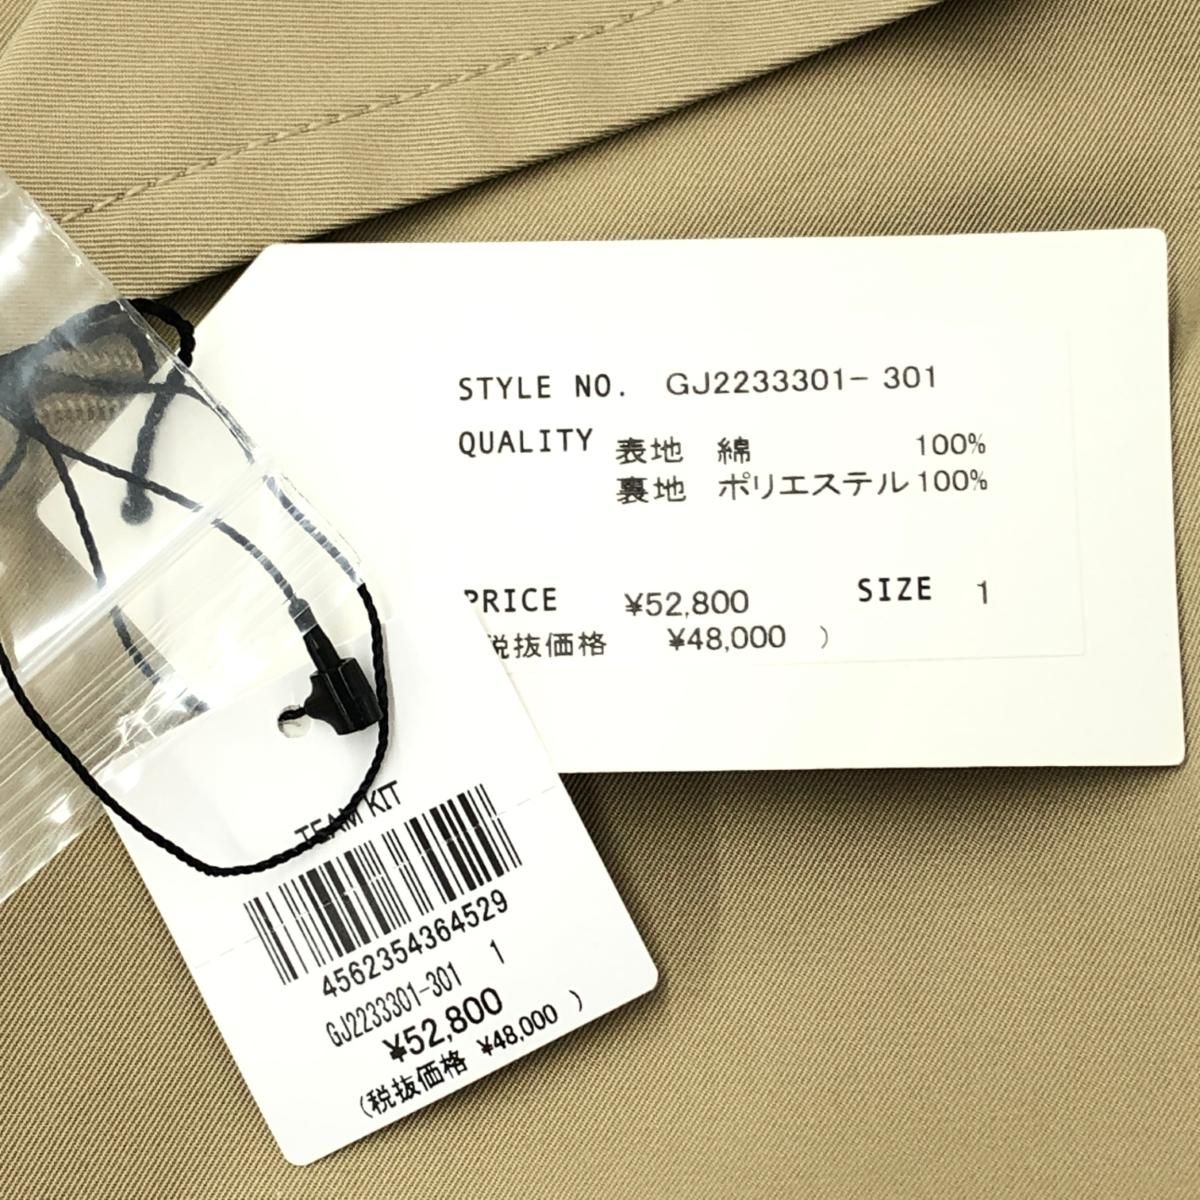 STYLE NO. GJ2233301- 301
QUALITY 表地 綿 100%
裏地 ポリエステル 100%
PRICE ¥52,800 SIZE 1
税抜価格 ¥48,000 )
TEAM KIT
4562354364529
GJ2233301-301 1
¥52,800
(税抜価格 ¥48,000 )